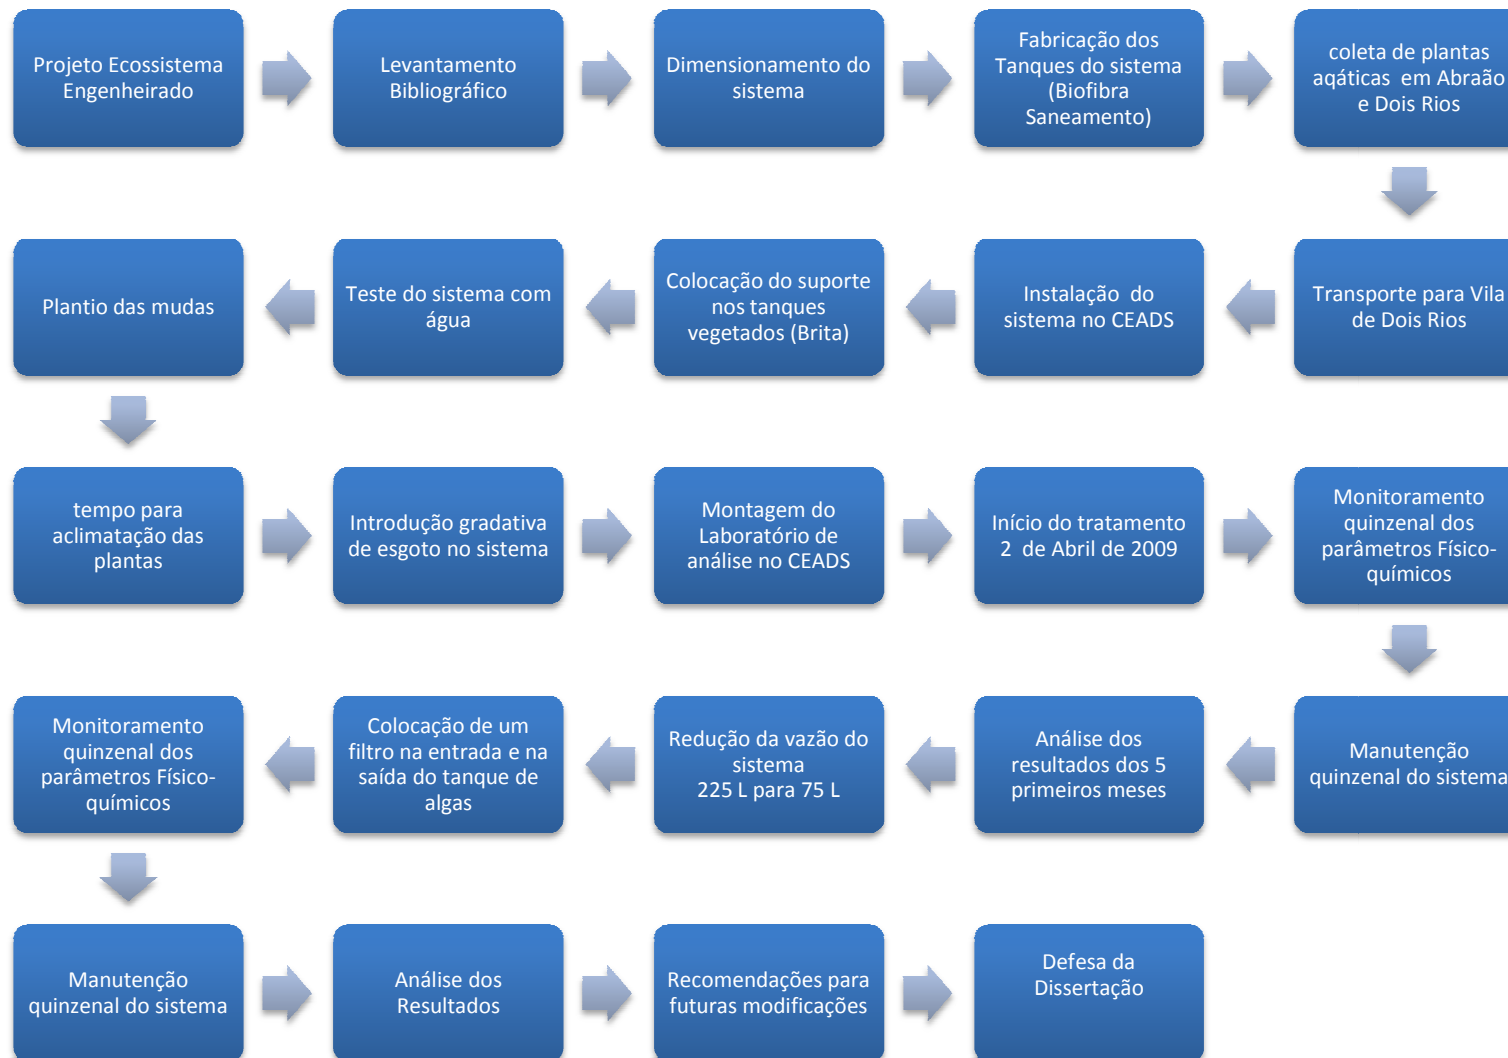 Projeto Ecossistema
Engenheirado
Levantamento
Bibliográfico
Dimensionamento do
sistema
Fabricação dos
Tanques do sistema
(Biofibra
Saneamento)
coleta de plantas
aqáticas em Abraão
e Dois Rios
Transporte para Vila
de Dois Rios
Instalação do
sistema no CEADS
Colocação do suporte
nos tanques
vegetados (Brita)
Teste do sistema com
água
Plantio das mudas
tempo para
aclimatação das
plantas
Introdução gradativa
de esgoto no sistema
Montagem do
Laboratório de
análise no CEADS
Início do tratamento
2 de Abril de 2009
Monitoramento
quinzenal dos
parâmetros Físico-
químicos
Manutenção
quinzenal do sistema
Análise dos
resultados dos 5
primeiros meses
Redução da vazão do
sistema
225 L para 75 L
Colocação de um
filtro na entrada e na
saída do tanque de
algas
Monitoramento
quinzenal dos
parâmetros Físico-
químicos
Manutenção
quinzenal do sistema
Análise dos
Resultados
Recomendações para
futuras modificações
Defesa da
Dissertação